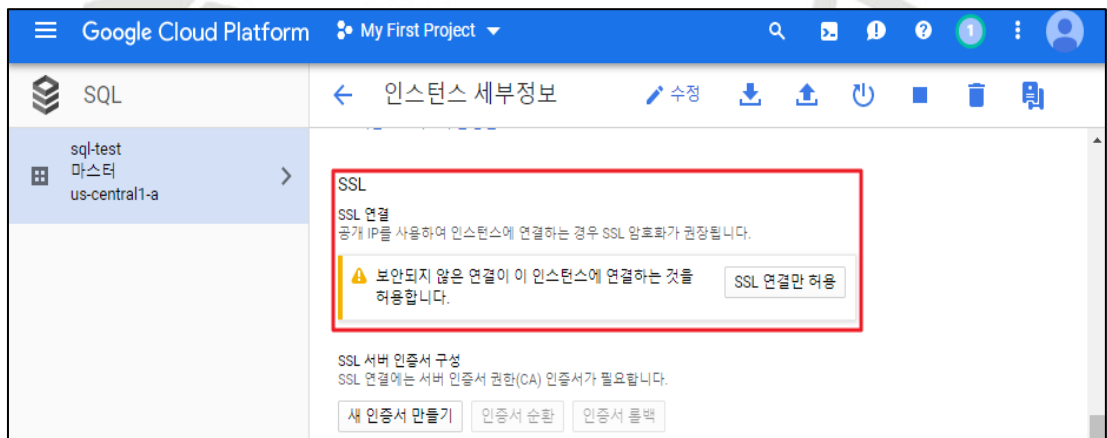 Google Cloud Platform
My First Project
1
SQL
인스턴스 세부정보
수정
sql-test
마스터
us-central1-a
SSL
SSL 연결
공개 IP를 사용하여 인스턴스에 연결하는 경우 SSL 암호화가 권장됩니다.
보안되지 않은 연결이 이 인스턴스에 연결하는 것을
허용합니다.
SSL 연결만 허용
SSL 서버 인증서 구성
SSL 연결에는 서버 인증서 권한(CA) 인증서가 필요합니다.
새 인증서 만들기
인증서 순환
인증서 롤백